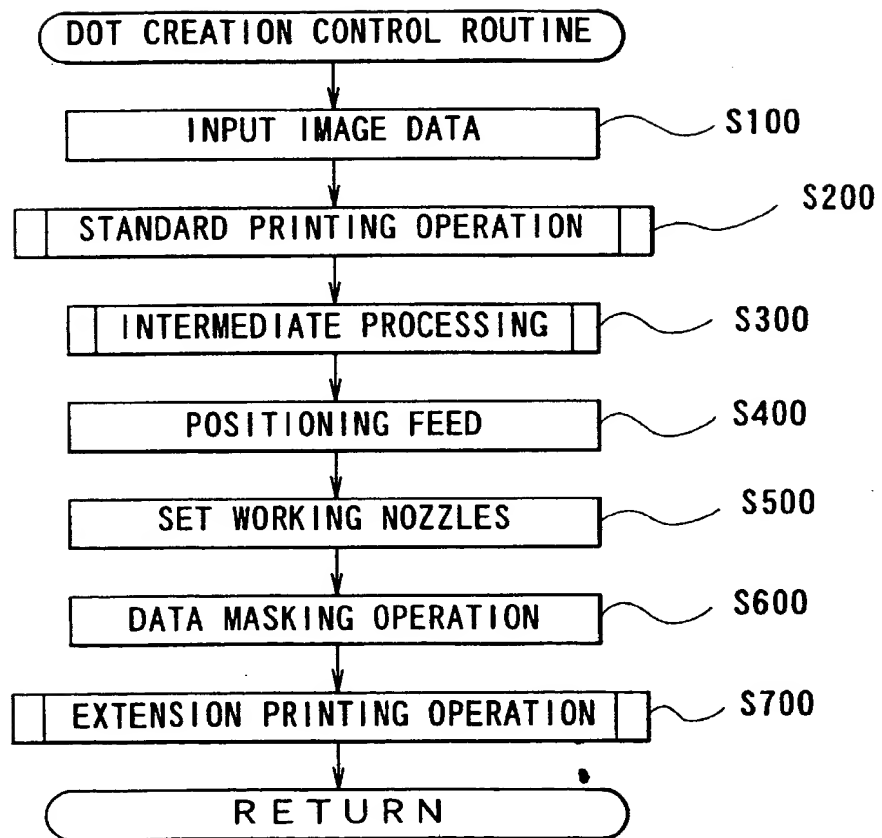 DOT CREATION CONTROL ROUTINE
INPUT IMAGE DATA S100
STANDARD PRINTING OPERATION S200
INTERMEDIATE PROCESSING S300
POSITIONING FEED S400
SET WORKING NOZZLES S500
DATA MASKING OPERATION S600
EXTENSION PRINTING OPERATION S700
RETURN